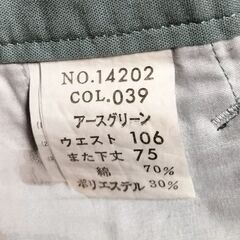 NO.14202
COL.039
アースグリーン
ウエスト 106
また下丈 75
綿 70%
ポリエステル 30%